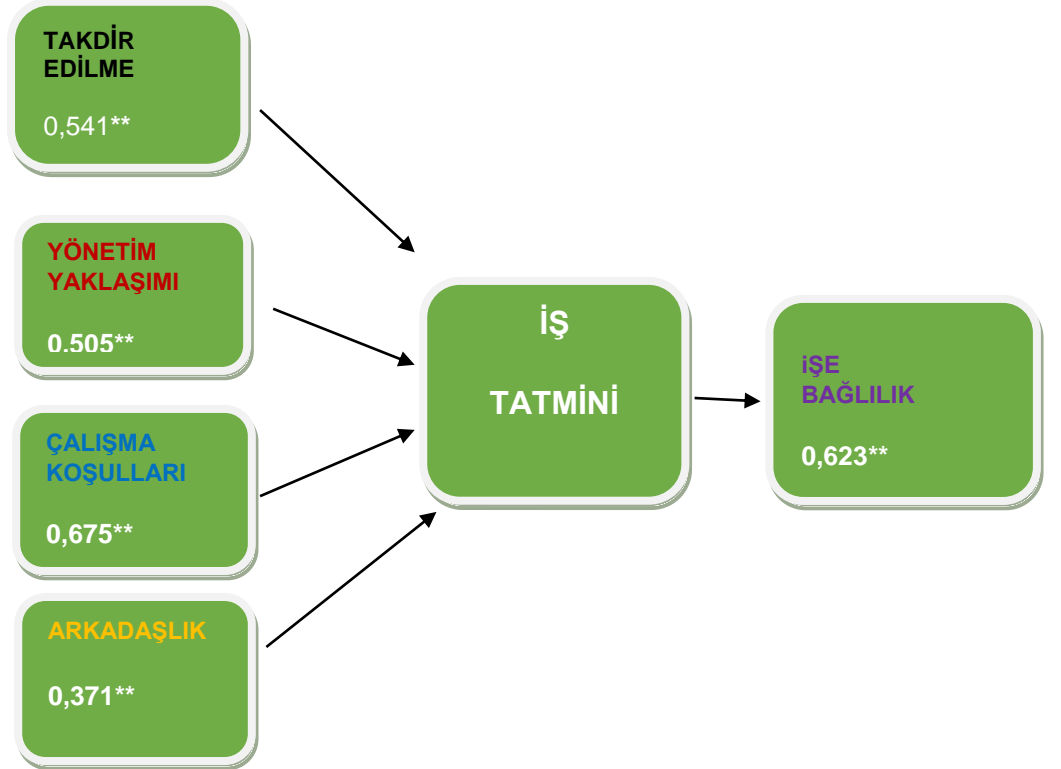 TAKDİR
EDİLME
0,541**
YÖNETİM
YAKLAŞIMI
0.505**
ÇALIŞMA
KOŞULLARI
0,675**
ARKADAŞLIK
0,371**
İŞ
TATMİNİ
iŞE
BAĞLILIK
0,623**